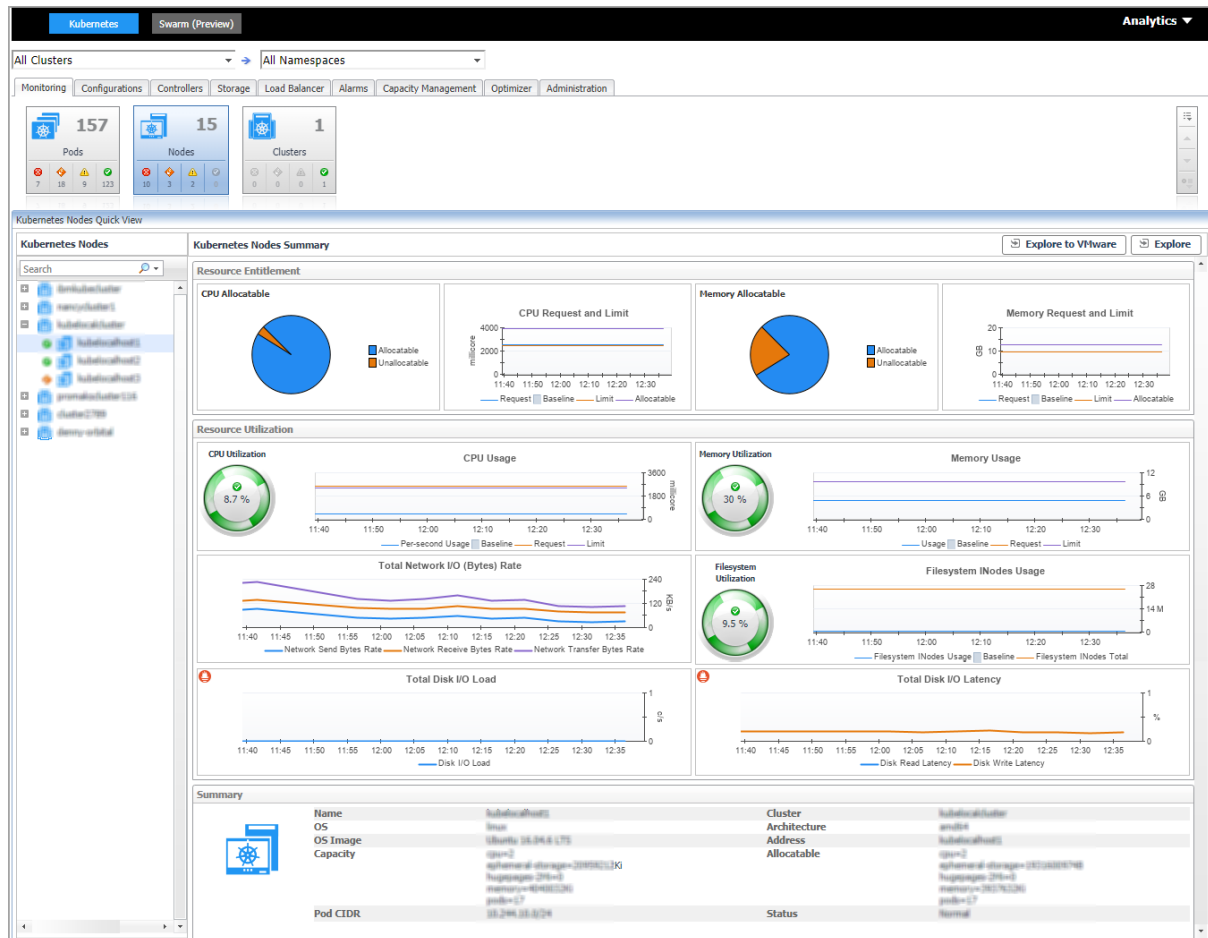 Kubernetes Swarm (Preview) Analytics
All Clusters All Namespaces
Monitoring Configurations Controllers Storage Load Balancer Alarms Capacity Management Optimizer Administration
157 15 1
Pods Nodes Clusters
7 18 9 123 10 3 2 0 0 0 0 1
Kubernetes Nodes Quick View
Kubernetes Nodes
Search
Kubernetes Nodes Summary Explore to VMware Explore
Resource Entitlement
CPU Allocatable
Allocatable
Unallocatable
CPU Request and Limit
4000
2000
0
millicore
11:40 11:50 12:00 12:10 12:20 12:30
Request Baseline Limit Allocatable
Memory Allocatable
Allocatable
Unallocatable
Memory Request and Limit
20
10
0
GB
11:40 11:50 12:00 12:10 12:20 12:30
Request Baseline Limit Allocatable
Resource Utilization
CPU Utilization
8.7 %
CPU Usage
3600
1800
0
millicore
11:40 11:50 12:00 12:10 12:20 12:30
Per-second Usage Baseline Request Limit
Memory Utilization
30 %
Memory Usage
12
6
0
GB
11:40 11:50 12:00 12:10 12:20 12:30
Usage Baseline Request Limit
Total Network I/O (Bytes) Rate
240
120
0
KB/s
11:40 11:45 11:50 11:55 12:00 12:05 12:10 12:15 12:20 12:25 12:30 12:35
Network Send Bytes Rate Network Receive Bytes Rate Network Transfer Bytes Rate
Filesystem
Utilization
9.5 %
Filesystem INodes Usage
28
14 M
0
11:40 11:50 12:00 12:10 12:20 12:30
Filesystem INodes Usage Baseline Filesystem INodes Total
Total Disk I/O Load
1
0
c/s
11:40 11:45 11:50 11:55 12:00 12:05 12:10 12:15 12:20 12:25 12:30 12:35
Disk I/O Load
Total Disk I/O Latency
1
0
%
11:40 11:45 11:50 11:55 12:00 12:05 12:10 12:15 12:20 12:25 12:30 12:35
Disk Read Latency Disk Write Latency
Summary
Name Cluster
OS Architecture
OS Image Address
Capacity Allocatable
Ki
Pod CIDR Status